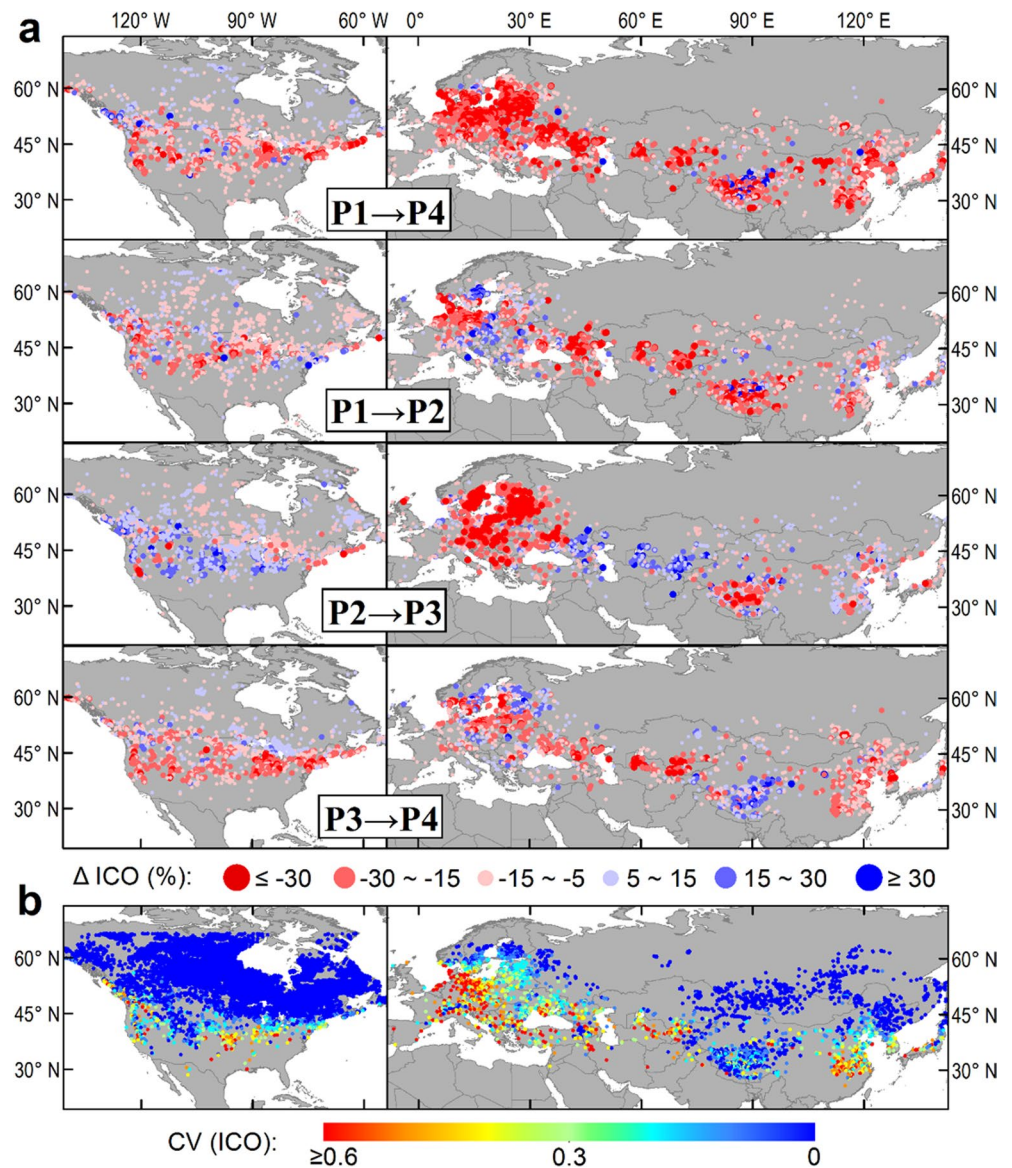 a
120° W 90° W 60° W 0° 30° E 60° E 90° E 120° E
60° N 60° N
45° N 45° N
30° N 30° N
P1→P4
60° N 60° N
45° N 45° N
30° N 30° N
P1→P2
60° N 60° N
45° N 45° N
30° N 30° N
P2→P3
60° N 60° N
45° N 45° N
30° N 30° N
P3→P4
Δ ICO (%): ≤ -30 -30 ~ -15 -15 ~ -5 5 ~ 15 15 ~ 30 ≥ 30
b
60° N 60° N
45° N 45° N
30° N 30° N
CV (ICO):
≥0.6 0.3 0